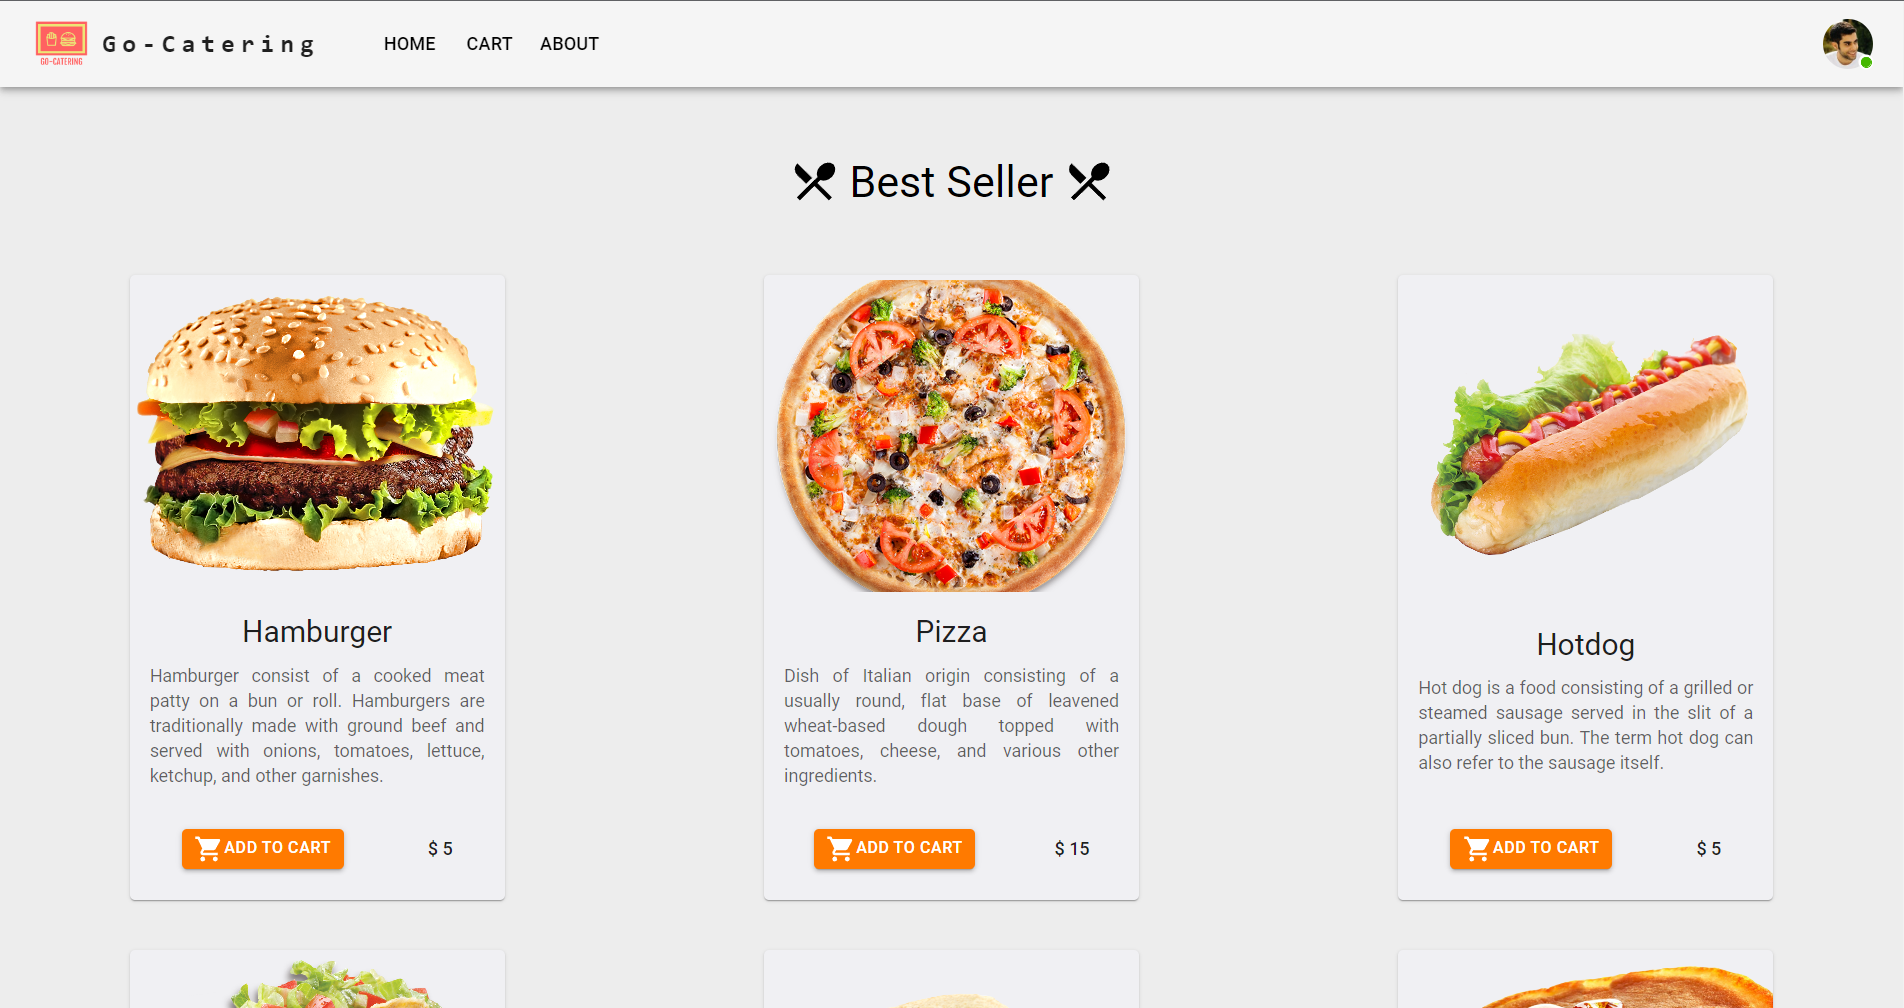 GO-CATERING
Go-Catering
HOME CART ABOUT
Best Seller
Hamburger
Hamburger consist of a cooked meat
patty on a bun or roll. Hamburgers are
traditionally made with ground beef and
served with onions, tomatoes, lettuce,
ketchup, and other garnishes.
ADD TO CART $ 5
Pizza
Dish of Italian origin consisting of a
usually round, flat base of leavened
wheat-based dough topped with
tomatoes, cheese, and various other
ingredients.
ADD TO CART $ 15
Hotdog
Hot dog is a food consisting of a grilled or
steamed sausage served in the slit of a
partially sliced bun. The term hot dog can
also refer to the sausage itself.
ADD TO CART $ 5